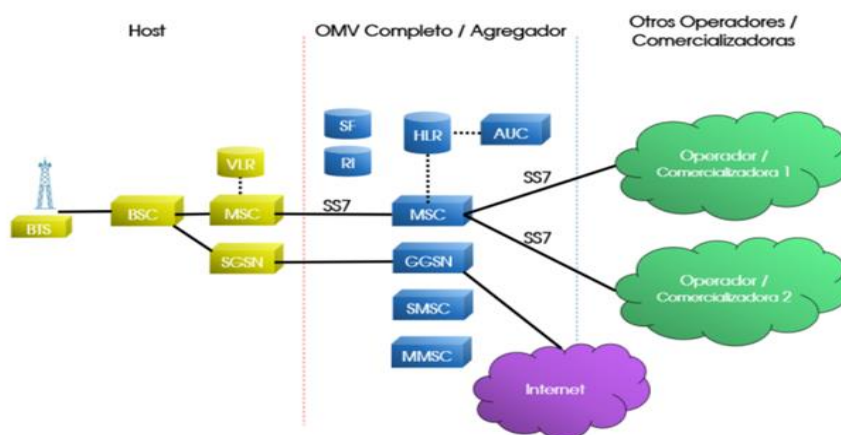 Host
OMV Completo / Agregador
Otros Operadores /
Comercializadoras
SF
HLR
AUC
RI
VLR
Operador /
Comercializadora 1
SS7
BTS
BSC
MSC
SS7
MSC
SS7
SGSN
GGSN
Operador /
Comercializadora 2
SMSC
MMSC
Internet